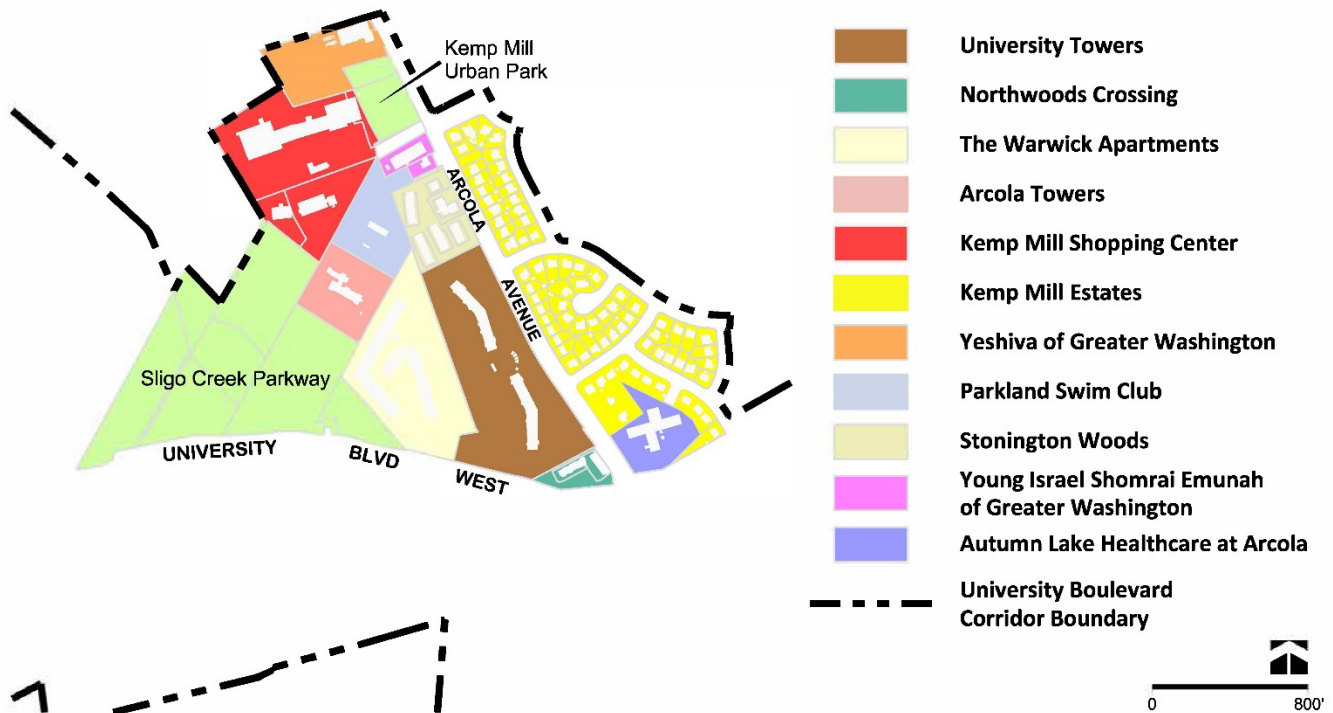 Kemp Mill
Urban Park
ARCOLA
AVENUE
Sligo Creek Parkway
UNIVERSITY
BLVD
WEST
University Towers
Northwoods Crossing
The Warwick Apartments
Arcola Towers
Kemp Mill Shopping Center
Kemp Mill Estates
Yeshiva of Greater Washington
Parkland Swim Club
Stonington Woods
Young Israel Shomrai Emunah
of Greater Washington
Autumn Lake Healthcare at Arcola
University Boulevard
Corridor Boundary
0
800'